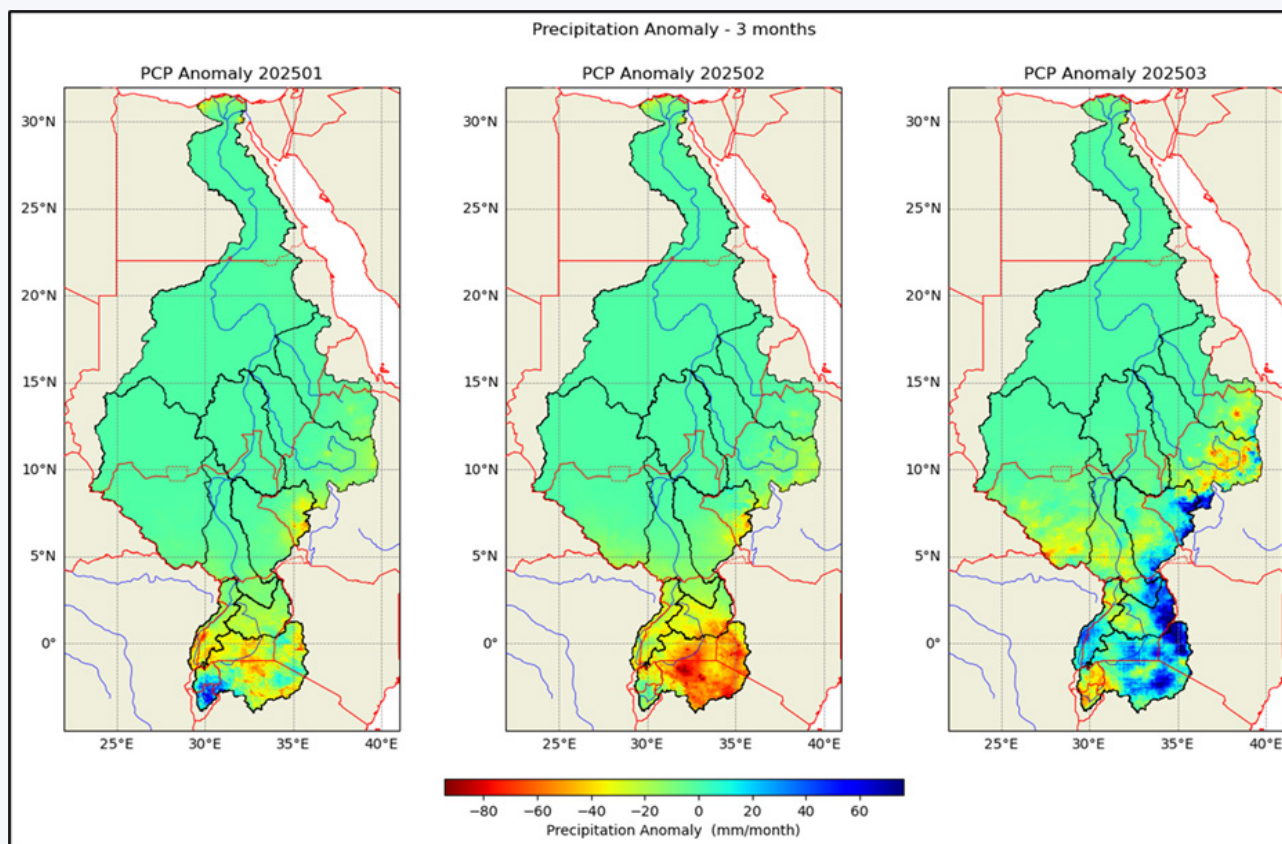 Precipitation Anomaly - 3 months
PCP Anomaly 202501
PCP Anomaly 202502
PCP Anomaly 202503
30°N
25°N
20°N
15°N
10°N
5°N
0°
25°E 30°E 35°E 40°E
30°N
25°N
20°N
15°N
10°N
5°N
0°
25°E 30°E 35°E 40°E
30°N
25°N
20°N
15°N
10°N
5°N
0°
25°E 30°E 35°E 40°E
−80 −60 −40 −20 0 20 40 60
Precipitation Anomaly (mm/month)